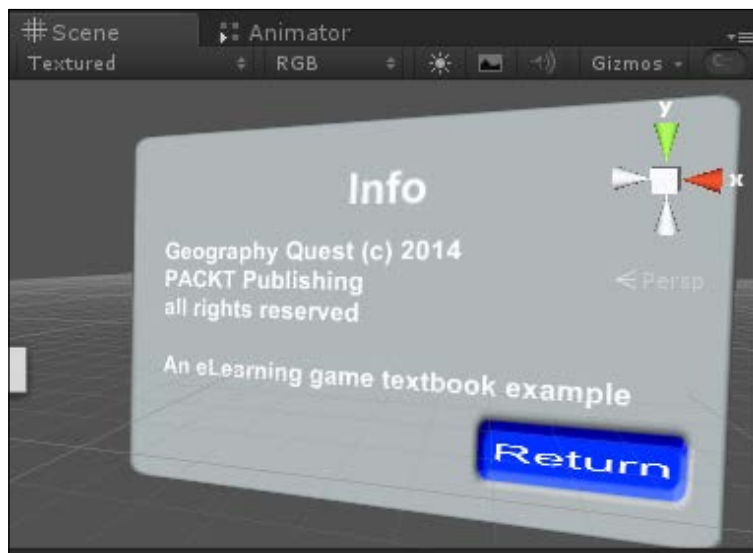 Scene Animator
Textured RGB Gizmos
y
x
Info
Geography Quest (c) 2014
PACKT Publishing
all rights reserved
Persp
An eLearning game textbook example
Return